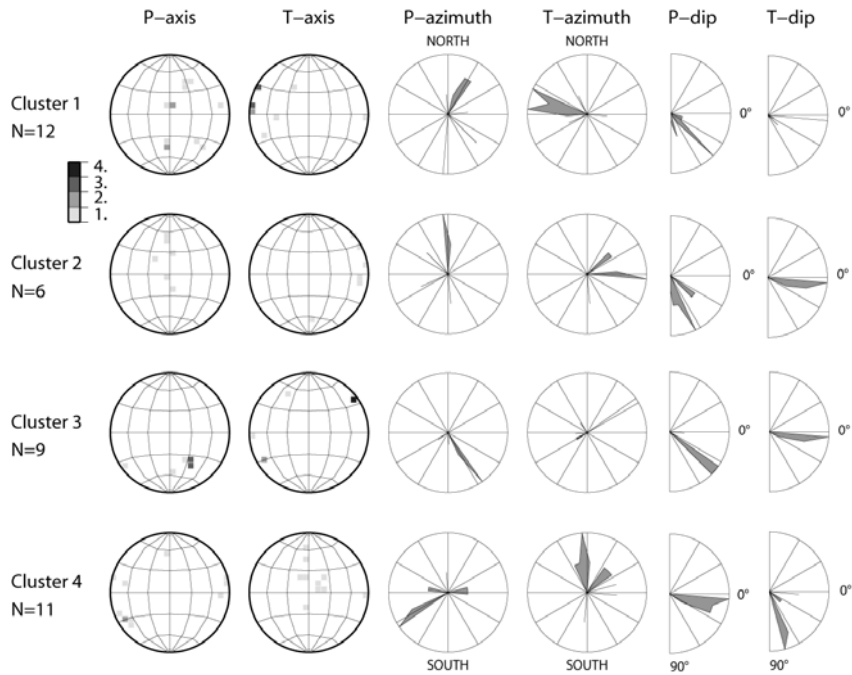 P−axis T−axis P−azimuth T−azimuth P−dip T−dip
NORTH NORTH
Cluster 1
N=12
0° 0°
4.
3.
2.
1.
Cluster 2
N=6
0° 0°
Cluster 3
N=9
0° 0°
Cluster 4
N=11
0° 0°
SOUTH SOUTH 90° 90°